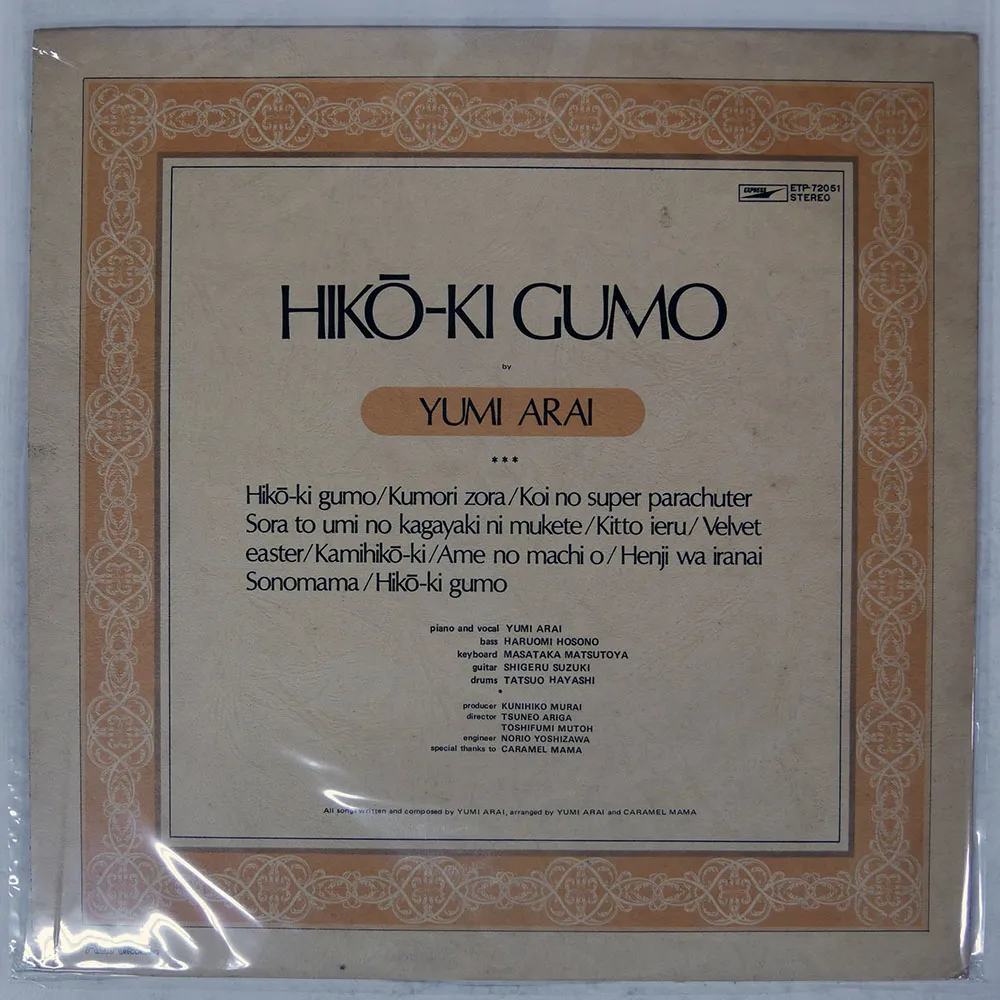 EXPRESS ETP-72051
STEREO
HIKŌ-KI GUMO
by
YUMI ARAI
***
Hikō-ki gumo/Kumori zora/Koi no super parachuter
Sora to umi no kagayaki ni mukete/Kitto ieru/Velvet
easter/Kamihikō-ki/Ame no machi o/Henji wa iranai
Sonomama/Hikō-ki gumo
piano and vocal YUMI ARAI
bass HARUOMI HOSONO
keyboard MASATAKA MATSUTOYA
guitar SHIGERU SUZUKI
drums TATSUO HAYASHI
*
producer KUNIHIKO MURAI
director TSUNEO ARIGA
TOSHIFUMI MUTOH
engineer NORIO YOSHIZAWA
special thanks to CARAMEL MAMA
All songs written and composed by YUMI ARAI, arranged by YUMI ARAI and CARAMEL MAMA